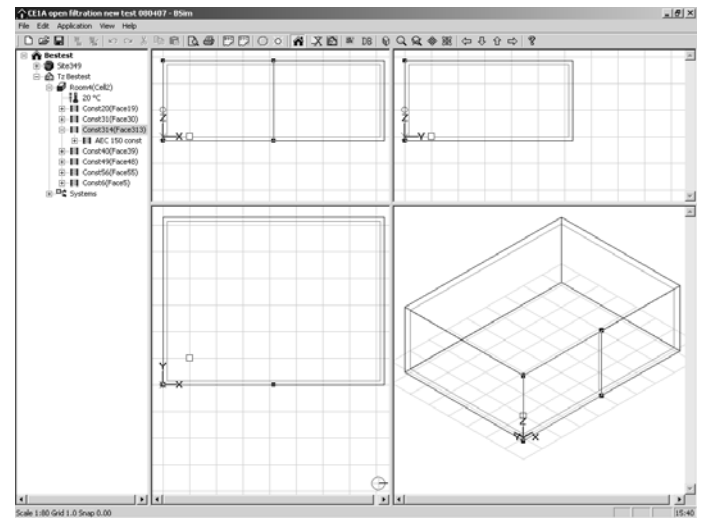 CE1A open filtration new test 080407 - BSim
File Edit Application View Help
DB
Bestest
Site349
Tz Bestest
Room4(Cell2)
20 °C
Const20(Face19)
Const31(Face30)
Const314(Face313)
AEC 150 const
Const40(Face39)
Const49(Face48)
Const56(Face55)
Const6(Face5)
Systems
Z
X
Z
Y
Y
X
Z
Y X
Scale 1:80 Grid 1.0 Snap 0.00
15:40